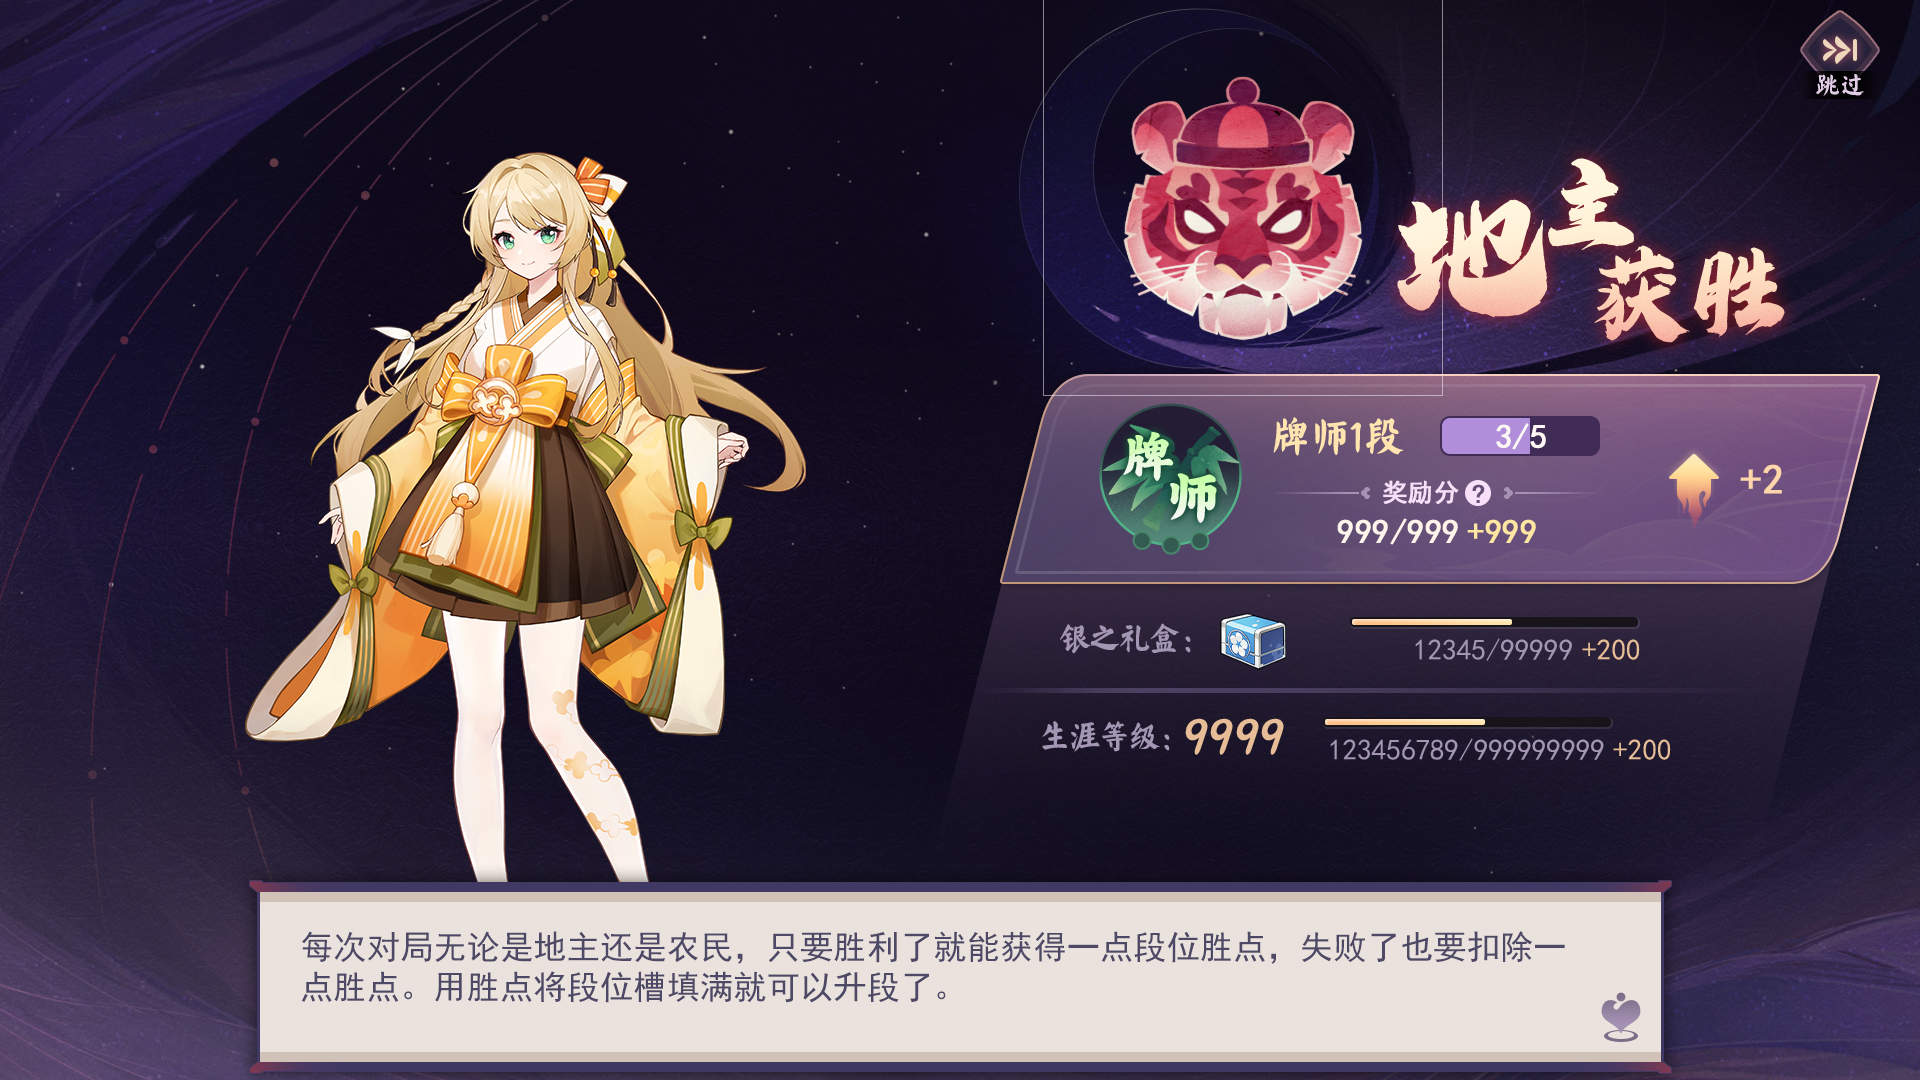 跳过
地主获胜
牌师
牌师1段
3/5
奖励分?
999/999 +999
+2
银之礼盒：
12345/99999 +200
生涯等级：9999
123456789/999999999 +200
每次对局无论是地主还是农民，只要胜利了就能获得一点段位胜点，失败了也要扣除一
点胜点。用胜点将段位槽填满就可以升段了。